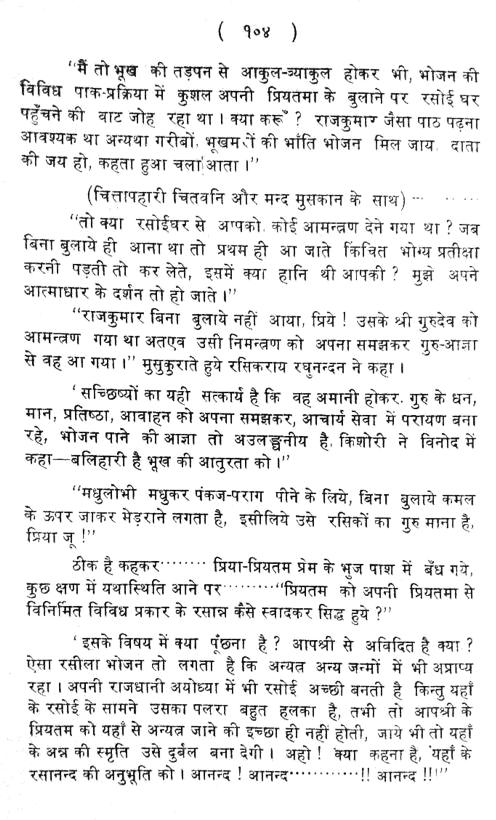 ( १०४ )
“मैं तो भूख की तड़पन से आकुल-व्याकुल होकर भी, भोजन की
विविध पाक-प्रक्रिया में कुशल अपनी प्रियतमा के बुलाने पर रसोई घर
पहुँचने की बाट जोह रहा था। क्या करूँ ? राजकुमार जैसा पाठ पढ़ना
आवश्यक था अन्यथा गरीबों, भूखमरों की भाँति भोजन मिल जाय, दाता
की जय हो, कहता हुआ चला आता।”
(चित्तापहारी चितवनि और मन्द मुसकान के साथ)
“तो क्या रसोईघर से आपको कोई आमन्त्रण देने गया था ? जब
बिना बुलाये ही आना था तो प्रथम ही आ जाते किंचित भोग्य प्रतीक्षा
करनी पड़ती तो कर लेते, इसमें क्या हानि थी आपकी ? मुझे अपने
आत्माधार के दर्शन तो हो जाते।”
“राजकुमार बिना बुलाये नहीं आया, प्रिये ! उसके श्री गुरुदेव को
आमन्त्रण गया था अतएव उसी निमन्त्रण को अपना समझकर गुरु-आज्ञा
से वह आ गया।” मुसुकुराते हुये रसिकराय रघुनन्दन ने कहा।
‘सच्छिष्यों का यही सत्कार्य है कि वह अमानी होकर. गुरु के धन,
मान, प्रतिष्ठा, आवाहन को अपना समझकर, आचार्य सेवा में परायण बना
रहे, भोजन पाने की आज्ञा तो अउलङ्घनीय है. किशोरी ने विनोद में
कहा—बलिहारी है भूख की आतुरता को।”
“मधुलोभी मधुकर पंकज-पराग पीने के लिये, बिना बुलाये कमल
के ऊपर जाकर मेड़राने लगता है, इसीलिये उसे रसिकों का गुरु माना है,
प्रिया जू !”
ठीक है कहकर........ प्रिया-प्रियतम प्रेम के भुज पाश में बँध गये,
कुछ क्षण में यथास्थिति आने पर.........“प्रियतम को अपनी प्रियतमा से
विनिर्मित विविध प्रकार के रसान्न कैसे स्वादकर सिद्ध हुये ?”
‘इसके विषय में क्या पूँछना है ? आपश्री से अविदित है क्या ?
ऐसा रसीला भोजन तो लगता है कि अन्यत्र अन्य जन्मों में भी अप्राप्य
रहा। अपनी राजधानी अयोध्या में भी रसोई अच्छी बनती है किन्तु यहाँ
के रसोई के सामने उसका पलरा बहुत हलका है, तभी तो आपश्री के
प्रियतम को यहाँ से अन्यत्र जाने की इच्छा ही नहीं होती, जाये भी तो यहाँ
के अन्न की स्मृति उसे दुर्बल बना देगी। अहो ! क्या कहना है, यहाँ के
रसानन्द की अनुभूति को। आनन्द ! आनन्द............!! आनन्द !!!”